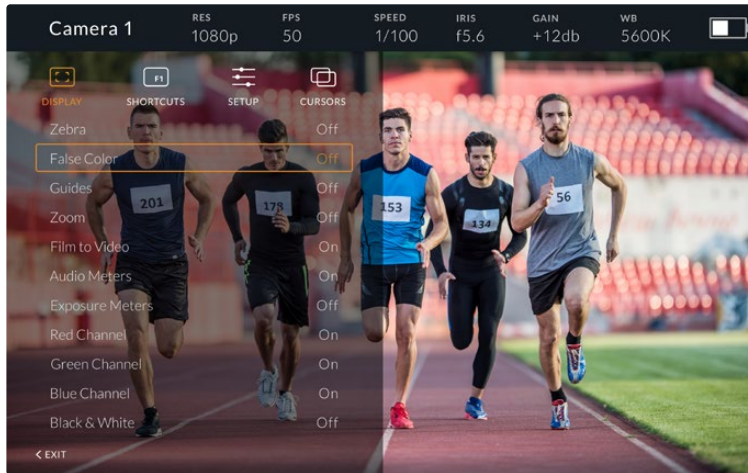 Camera 1
RES
1080p
FPS
50
SPEED
1/100
IRIS
f5.6
GAIN
+12db
WB
5600K
F1
DISPLAY SHORTCUTS SETUP CURSORS
Zebra Off
False Color Off
Guides Off
Zoom Off
Film to Video On
Audio Meters On
Exposure Meters Off
Red Channel On
Green Channel On
Blue Channel On
Black & White Off
< EXIT
201
178
153
134
56